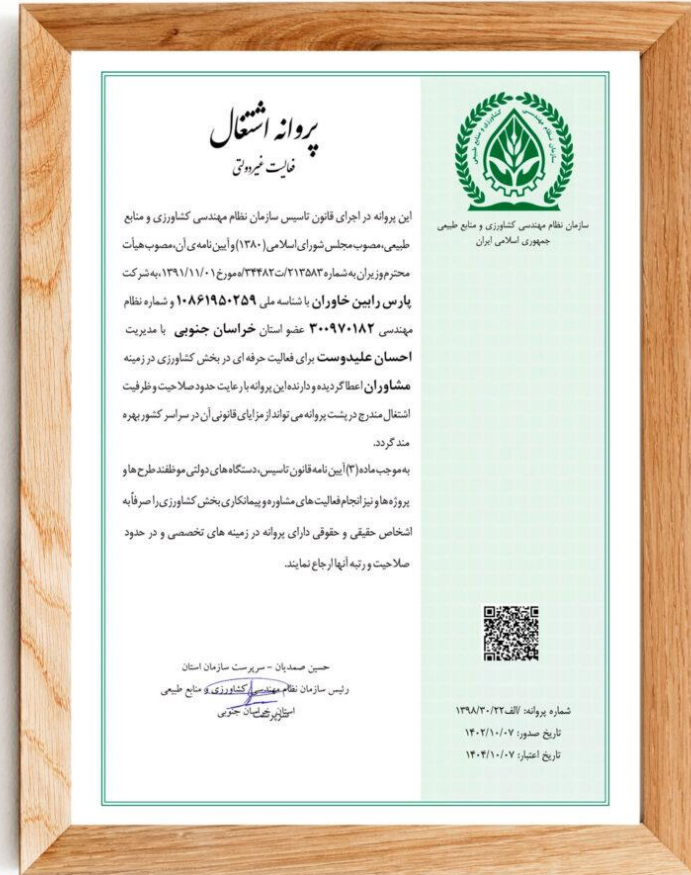 پروانه اشتغال
فعالیت غیردولتی
این پروانه در اجرای قانون تاسیس سازمان نظام مهندسی کشاورزی و منابع
طبیعی،مصوب مجلس شورای اسلامی (۱۳۸۰) و آیین نامه ی آن،مصوب هیأت
محترم وزیران به شماره ۲۱۳۵۸۳/ت۳۴۴۸۲ه مورخ ۱۳۹۱/۱۱/۰۱،به شرکت
پارس رابین خاوران با شناسه ملی ۱۰۸۶۱۹۵۰۲۵۹ و شماره نظام
مهندسی ۳۰۰۹۷۰۱۸۲ عضو استان خراسان جنوبی با مدیریت
احسان علیدوست برای فعالیت حرفه ای در بخش کشاورزی در زمینه
مشاوران اعطا گردیده و دارنده این پروانه با رعایت حدود صلاحیت و ظرفیت
اشتغال مندرج در پشت پروانه می تواند از مزایای قانونی آن در سراسر کشور بهره
مند گردد.
به موجب ماده (۳) آیین نامه قانون تاسیس، دستگاه های دولتی موظفند طرح ها و
پروژه ها و نیز انجام فعالیت های مشاوره و پیمانکاری بخش کشاورزی را صرفاً به
اشخاص حقیقی و حقوقی دارای پروانه در زمینه های تخصصی و در حدود
صلاحیت و رتبه آنها ارجاع نمایند.
حسین صمدیان - سرپرست سازمان استان
رئیس سازمان نظام مهندسی کشاورزی و منابع طبیعی
استان خراسان جنوبی
سرپرست
سازمان نظام مهندسی کشاورزی و منابع طبیعی
سازمان نظام مهندسی کشاورزی و منابع طبیعی
جمهوری اسلامی ایران
شماره پروانه: /الف۱۳۹۸/۳۰/۲۲
تاریخ صدور: ۱۴۰۲/۱۰/۰۷
تاریخ اعتبار: ۱۴۰۴/۱۰/۰۷